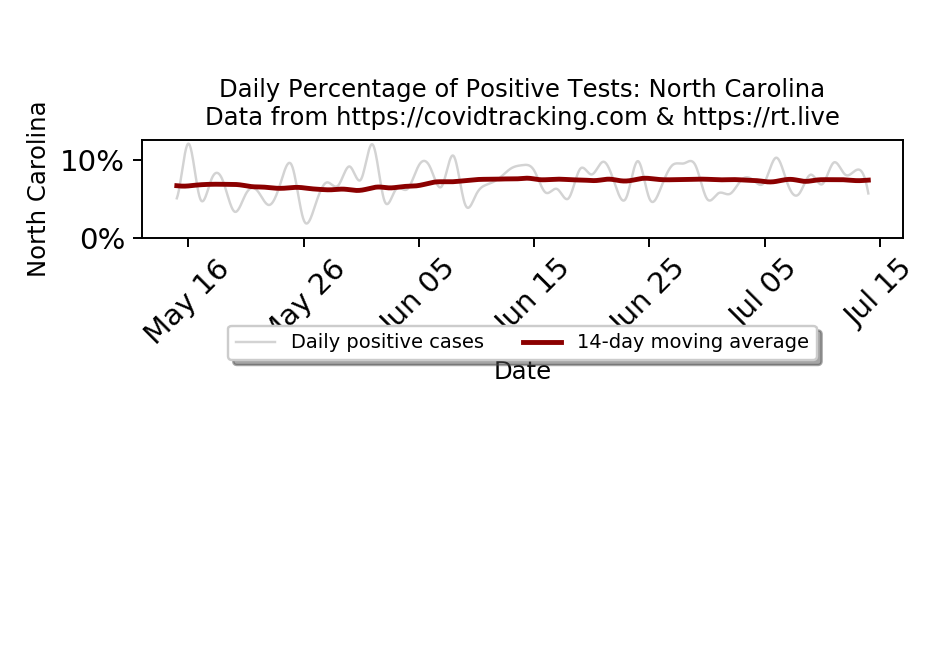 Daily Percentage of Positive Tests: North Carolina
Data from https://covidtracking.com & https://rt.live
North Carolina
10%
0%
May 16
May 26
Jun 05
Jun 15
Jun 25
Jul 05
Jul 15
Daily positive cases
14-day moving average
Date